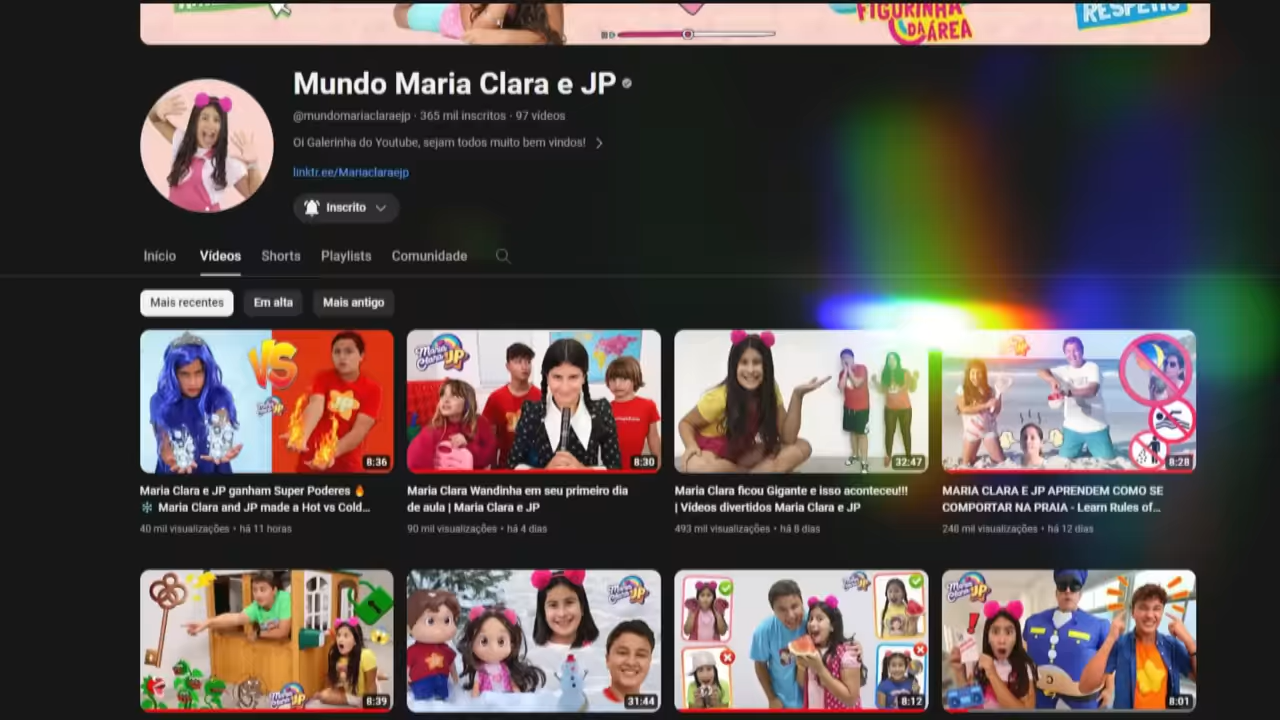 FIGURINHA
DA ÁREA
RESPEITO
Mundo Maria Clara e JP
@mundomariaclaraejp · 365 mil inscritos · 97 vídeos
Oi Galerinha do Youtube, sejam todos muito bem vindos!
linktr.ee/Mariaclaraejp
Inscrito
Início Vídeos Shorts Playlists Comunidade
Mais recentes Em alta Mais antigo
VS
JP
8:36
Maria Clara JP
8:30
32:47
8:28
Maria Clara e JP ganham Super Poderes 🔥
❄️ Maria Clara and JP made a Hot vs Cold...
40 mil visualizações • há 11 horas
Maria Clara Wandinha em seu primeiro dia
de aula | Maria Clara e JP
90 mil visualizações • há 4 dias
Maria Clara ficou Gigante e isso aconteceu!!!
| Vídeos divertidos Maria Clara e JP
493 mil visualizações • há 8 dias
MARIA CLARA E JP APRENDEM COMO SE
COMPORTAR NA PRAIA - Learn Rules of...
248 mil visualizações • há 12 dias
Maria Clara JP
8:39
Maria Clara JP
31:44
Maria Clara JP
8:12
Maria Clara JP
8:01